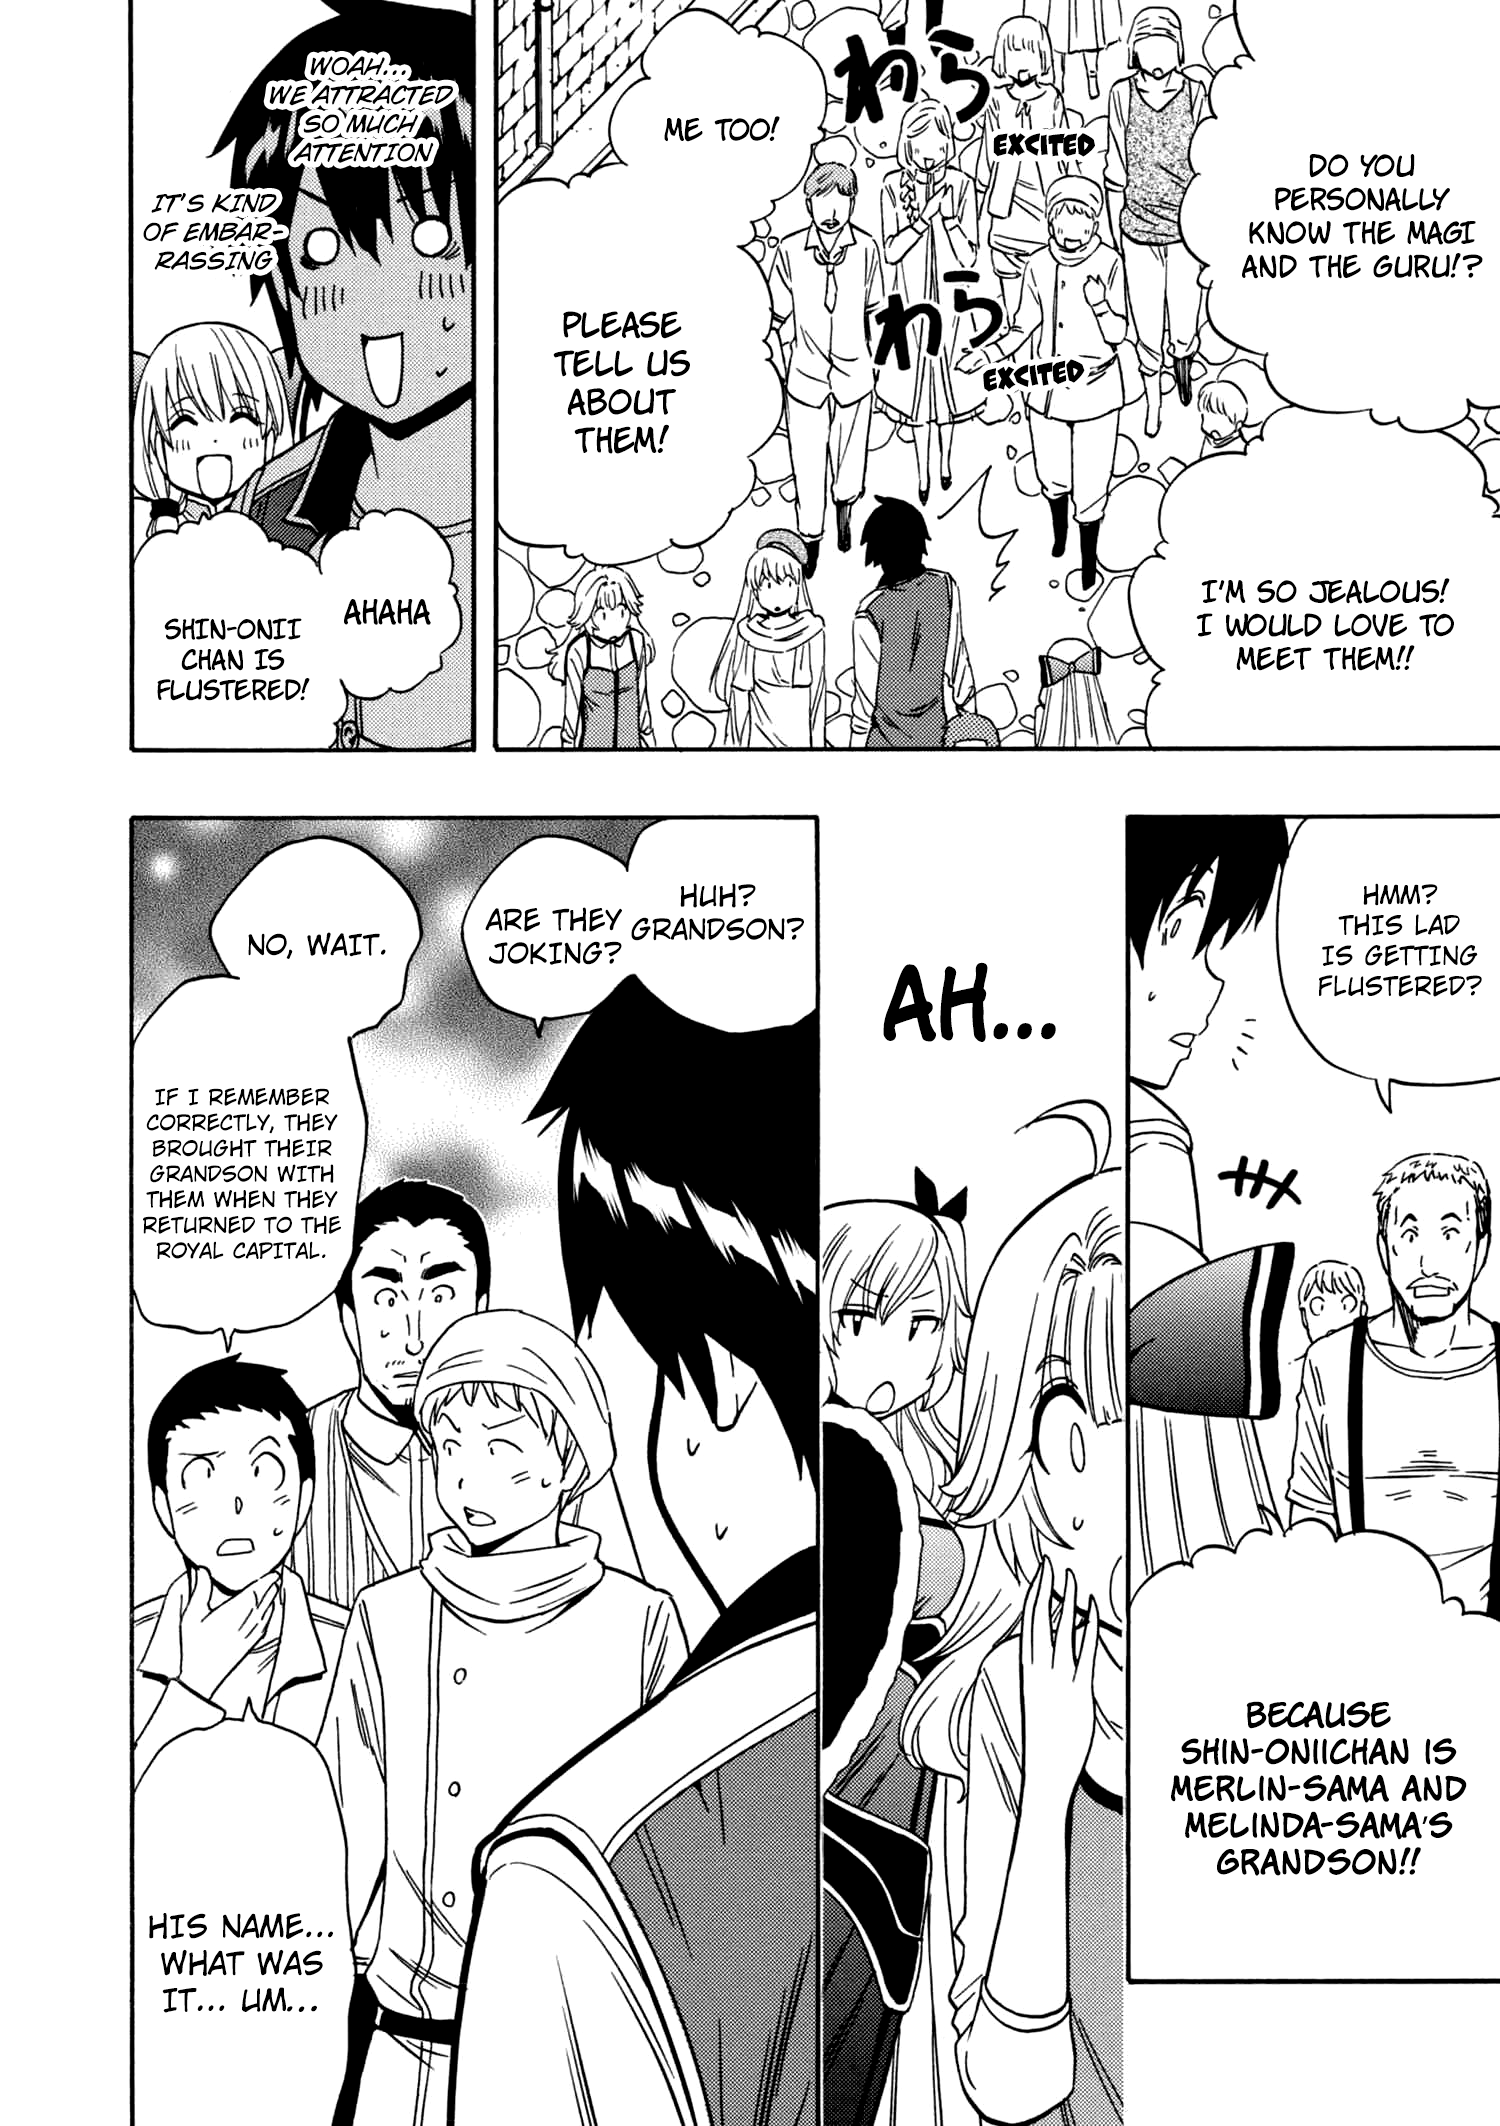 DO YOU
PERSONALLY
KNOW THE MAGI
AND THE GURU!?
I'M SO JEALOUS!
I WOULD LOVE TO
MEET THEM!!
わら
EXCITED
わら
EXCITED
ME TOO!
PLEASE
TELL US
ABOUT
THEM!
WOAH...
WE ATTRACTED
SO MUCH
ATTENTION
IT'S KIND
OF EMBAR-
RASSING
AHAHA
SHIN-ONII
CHAN IS
FLUSTERED!
HMM?
THIS LAD
IS GETTING
FLUSTERED?
BECAUSE
SHIN-ONIICHAN IS
MERLIN-SAMA AND
MELINDA-SAMA'S
GRANDSON!!
AH...
HUH?
GRANDSON?
ARE THEY
JOKING?
NO, WAIT.
IF I REMEMBER
CORRECTLY, THEY
BROUGHT THEIR
GRANDSON WITH
THEM WHEN THEY
RETURNED TO THE
ROYAL CAPITAL.
HIS NAME...
WHAT WAS
IT... UM...